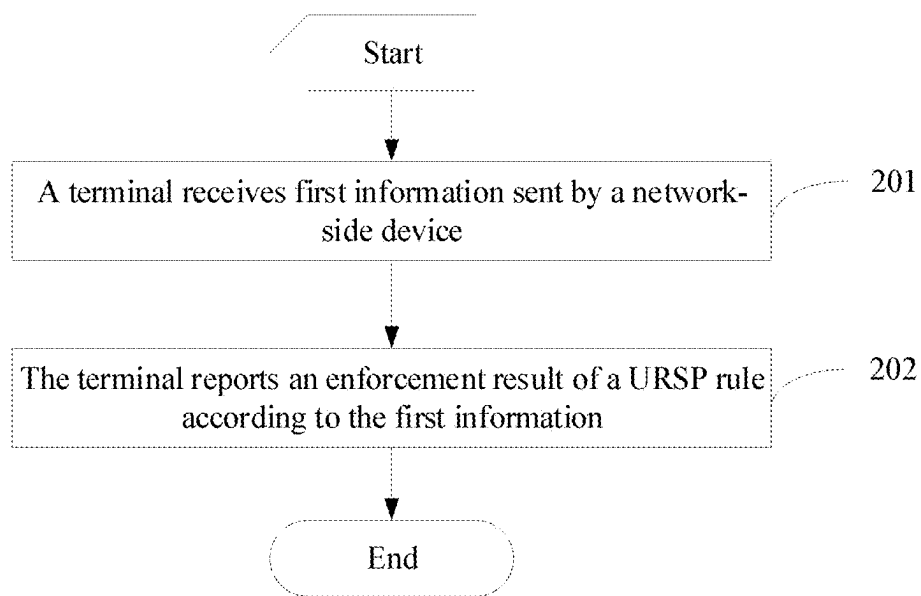 Start
A terminal receives first information sent by a network-
side device
201
The terminal reports an enforcement result of a URSP rule
according to the first information
202
End